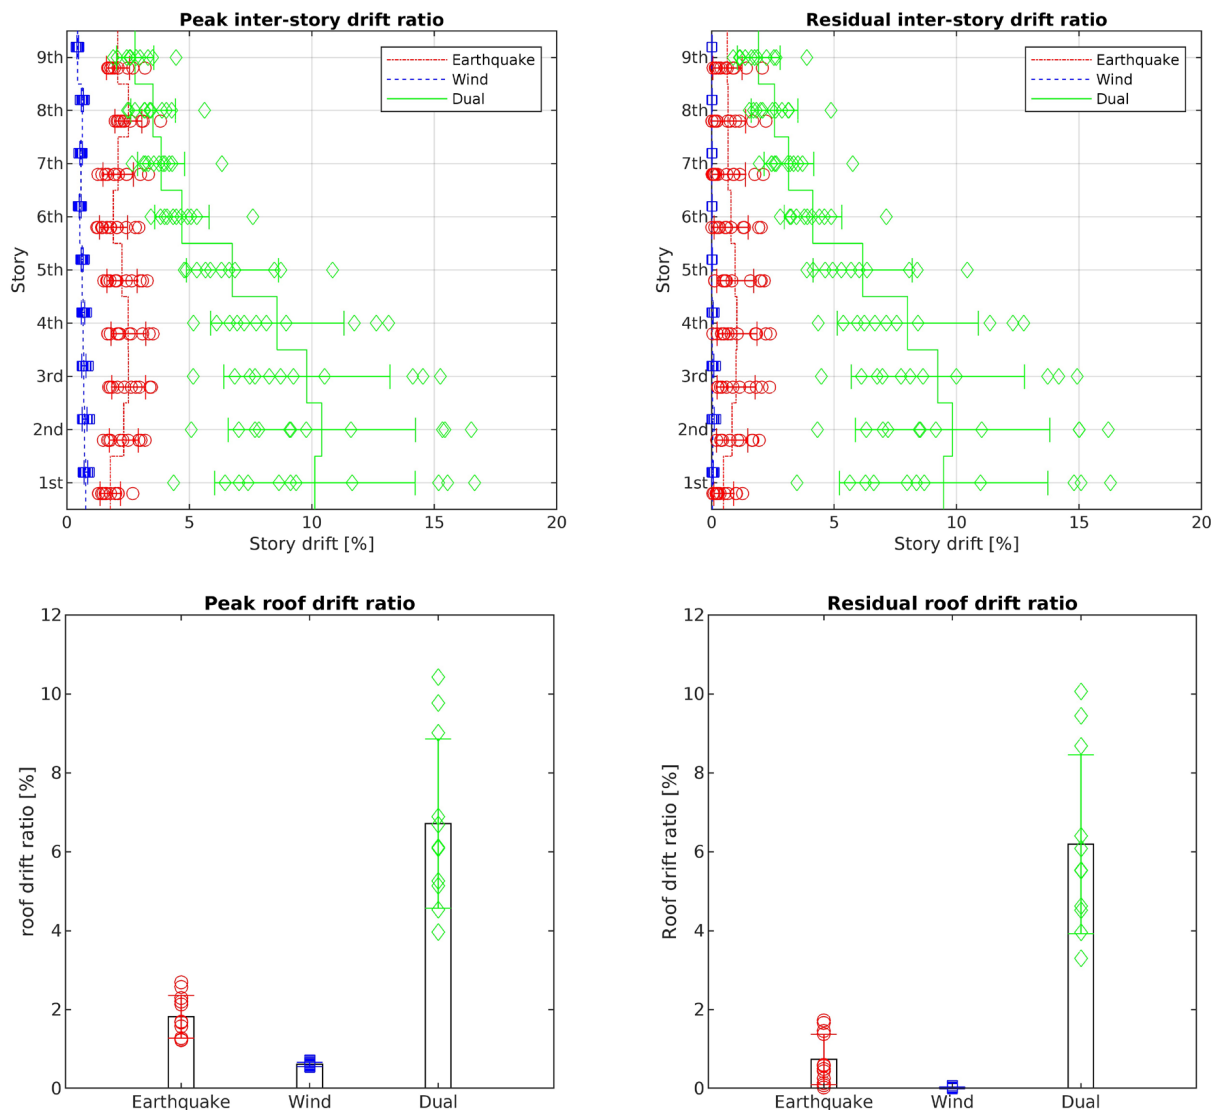 Peak inter-story drift ratio
9th
8th
7th
6th
5th
4th
3rd
2nd
1st
Story
Earthquake
Wind
Dual
0 5 10 15 20
Story drift [%]
Residual inter-story drift ratio
9th
8th
7th
6th
5th
4th
3rd
2nd
1st
Story
Earthquake
Wind
Dual
0 5 10 15 20
Story drift [%]
Peak roof drift ratio
12
10
8
6
4
2
0
roof drift ratio [%]
Earthquake Wind Dual
Residual roof drift ratio
12
10
8
6
4
2
0
Roof drift ratio [%]
Earthquake Wind Dual